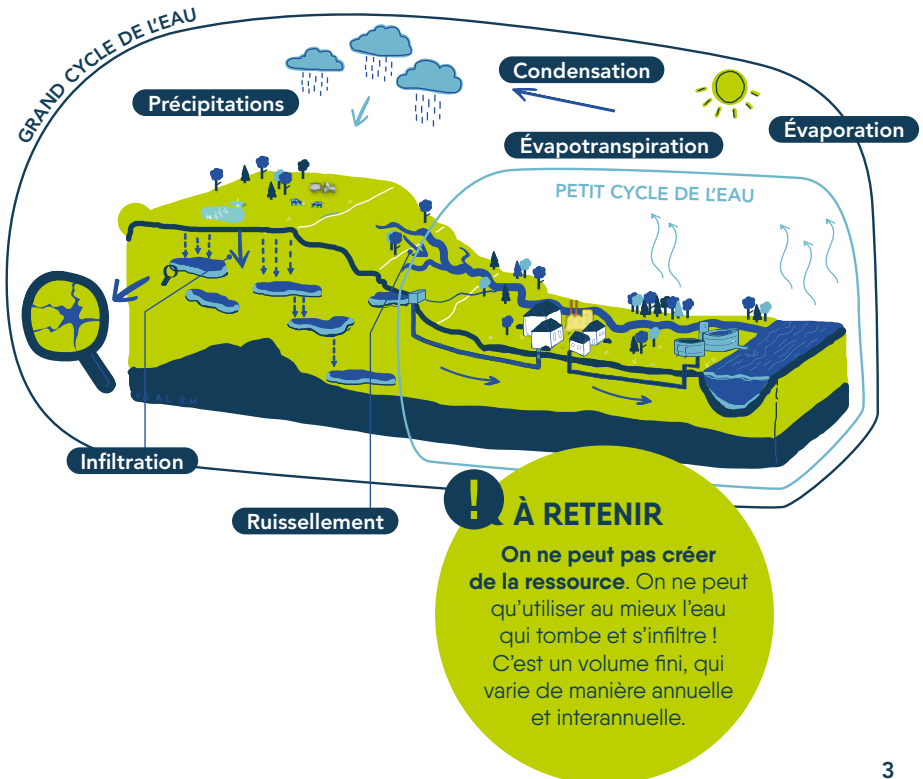 GRAND CYCLE DE L'EAU
Condensation
Précipitations
Évaporation
Évapotranspiration
PETIT CYCLE DE L'EAU
Infiltration
Ruissellement
!
À RETENIR
On ne peut pas créer
de la ressource. On ne peut
qu'utiliser au mieux l'eau
qui tombe et s'infiltre !
C'est un volume fini, qui
varie de manière annuelle
et interannuelle.
3